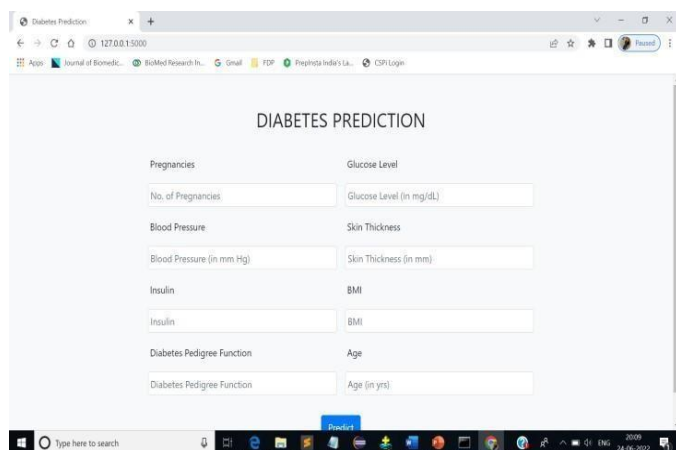 Diabetes Prediction
127.0.0.1:5000
Paused
Apps Journal of Biomedic... BioMed Research In... Gmail FDP PrepInsta India's La... CSPi Login
DIABETES PREDICTION
Pregnancies Glucose Level
No. of Pregnancies Glucose Level (in mg/dL)
Blood Pressure Skin Thickness
Blood Pressure (in mm Hg) Skin Thickness (in mm)
Insulin BMI
Insulin BMI
Diabetes Pedigree Function Age
Diabetes Pedigree Function Age (in yrs)
Predict
Type here to search ENG 20:09
24-06-2022